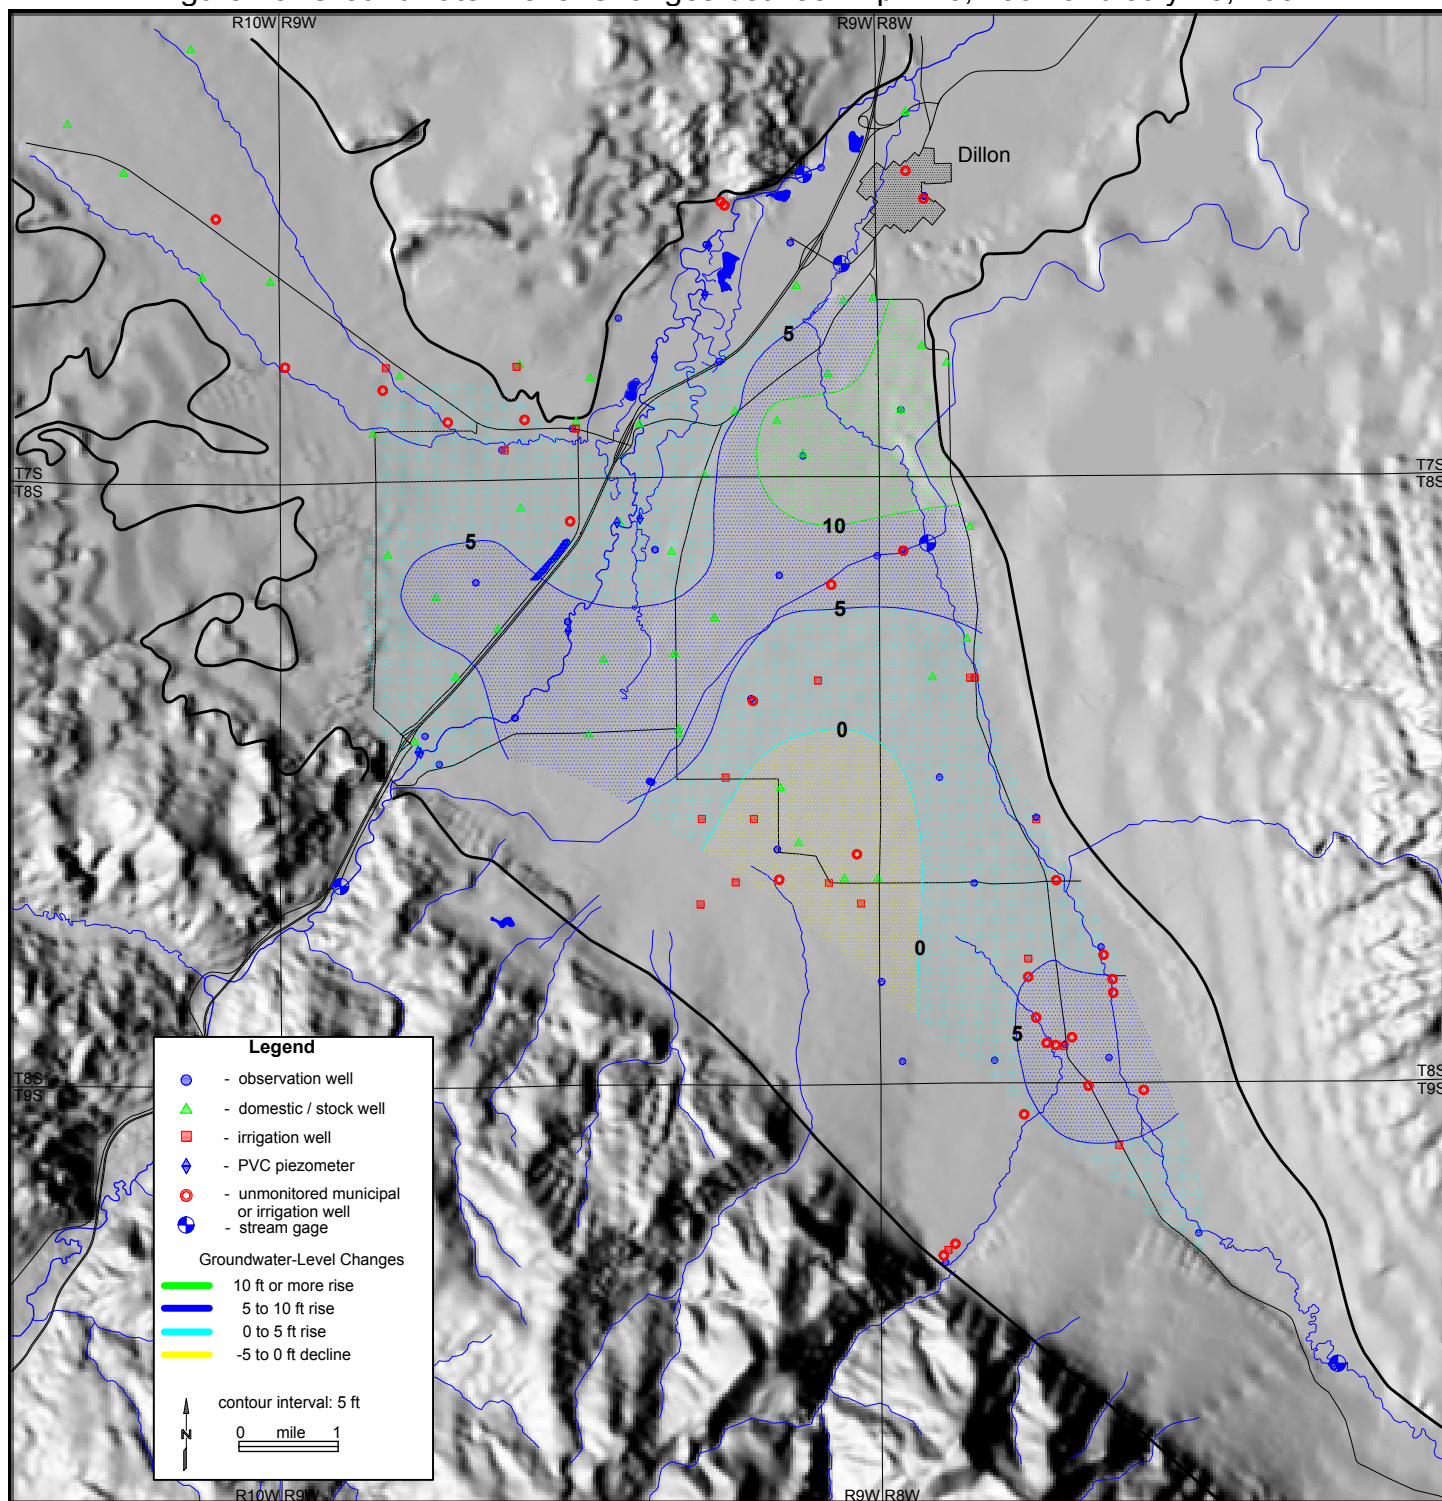 R10W R9W
R9W R8W
Dillon
5
T7S
T8S
T7S
T8S
10
5
5
0
0
5
T8S
T9S
T8S
T9S
Legend
- observation well
- domestic / stock well
- irrigation well
- PVC piezometer
- unmonitored municipal
or irrigation well
- stream gage
Groundwater-Level Changes
10 ft or more rise
5 to 10 ft rise
0 to 5 ft rise
-5 to 0 ft decline
contour interval: 5 ft
N
0 mile 1
R10W R9W
R9W R8W